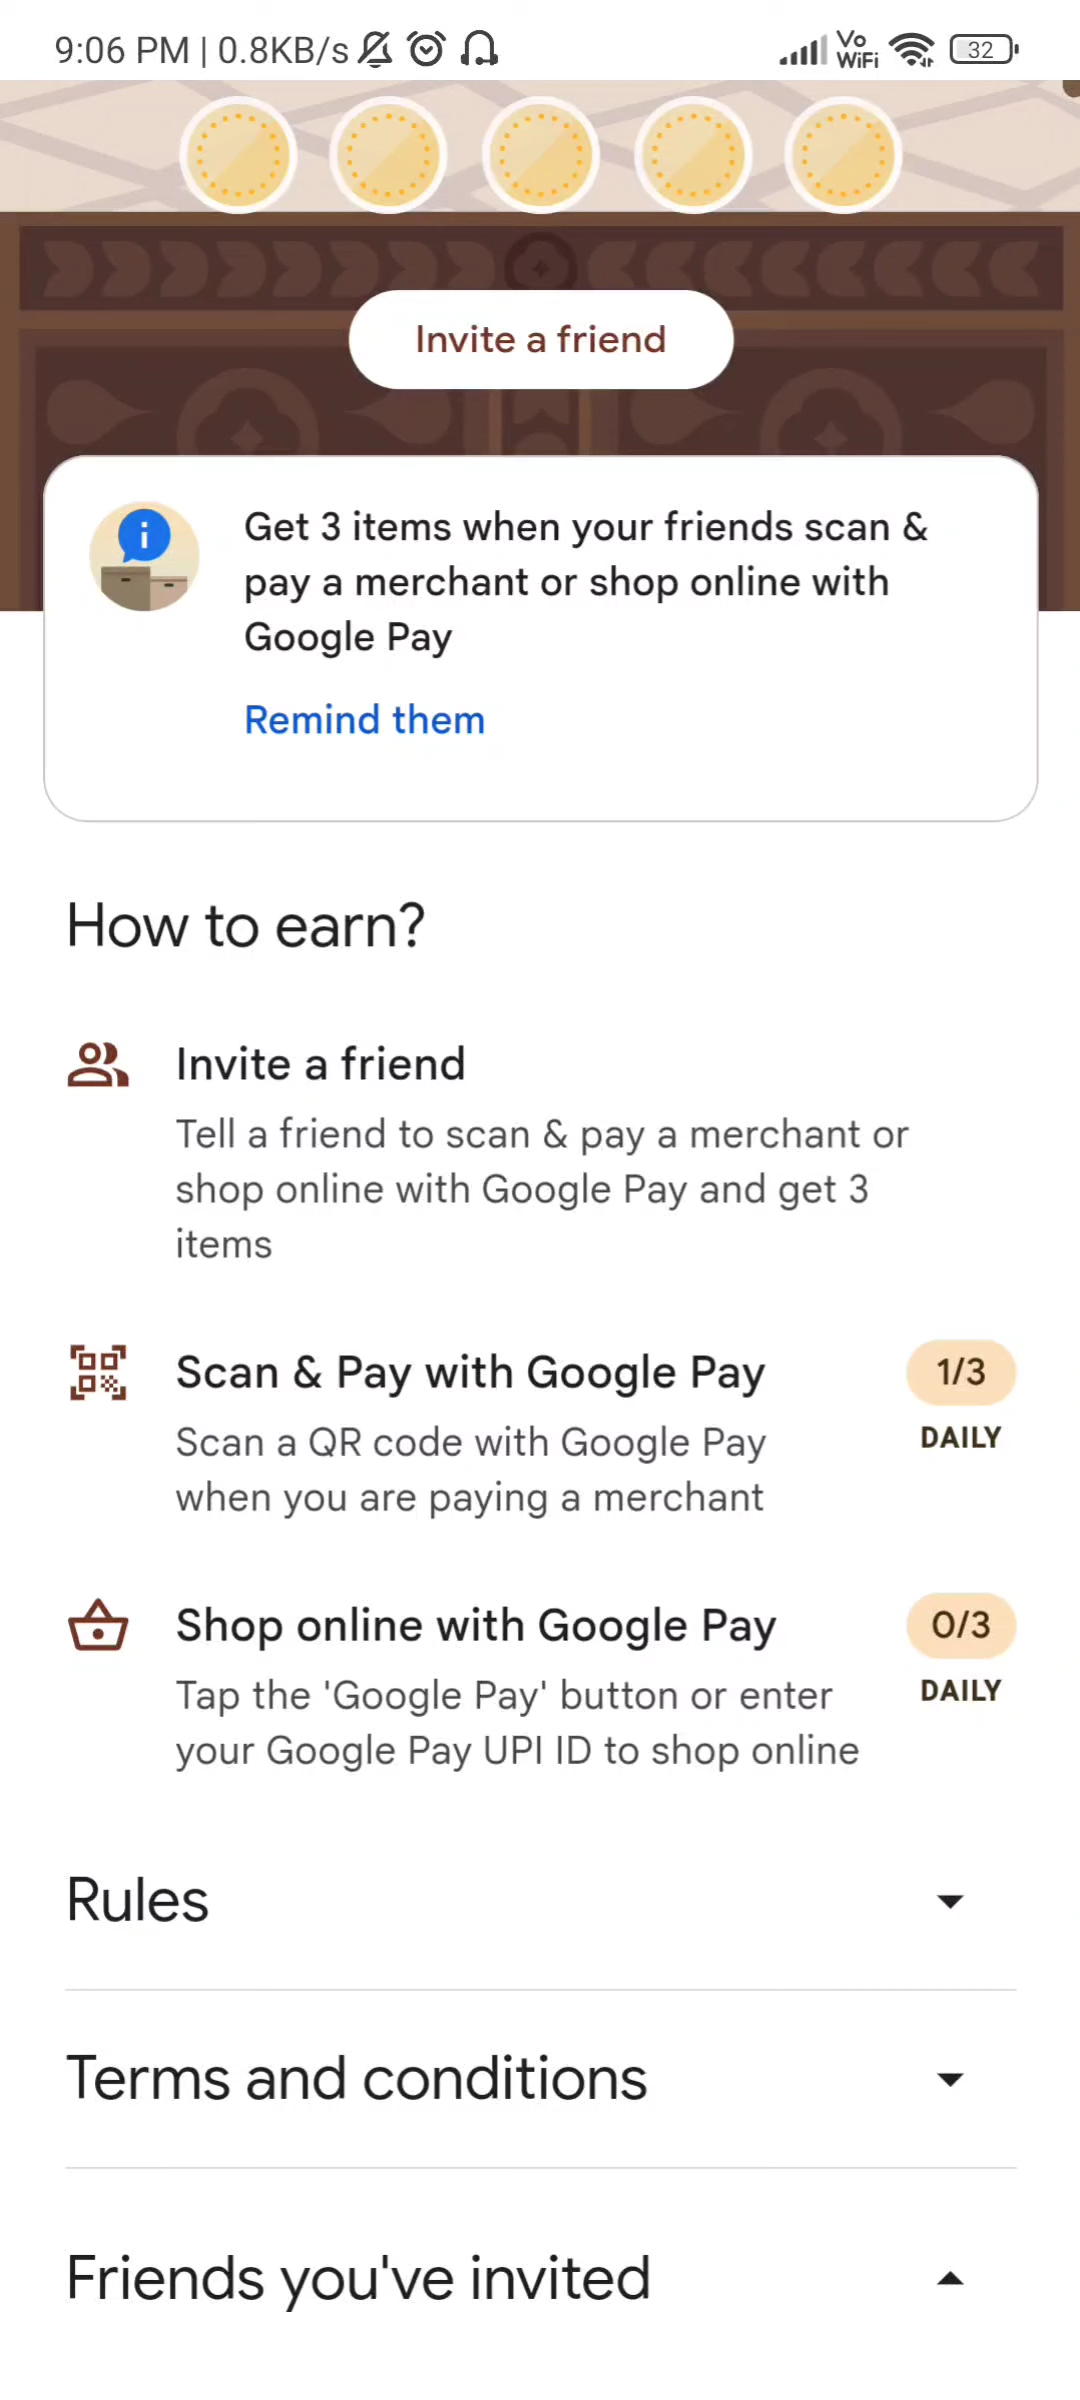 9:06 PM | 0.8KB/s
Vo
WiFi
32
Invite a friend
Get 3 items when your friends scan &
pay a merchant or shop online with
Google Pay
Remind them
How to earn?
Invite a friend
Tell a friend to scan & pay a merchant or
shop online with Google Pay and get 3
items
Scan & Pay with Google Pay
1/3
Scan a QR code with Google Pay
DAILY
when you are paying a merchant
Shop online with Google Pay
0/3
Tap the 'Google Pay' button or enter
DAILY
your Google Pay UPI ID to shop online
Rules
Terms and conditions
Friends you've invited